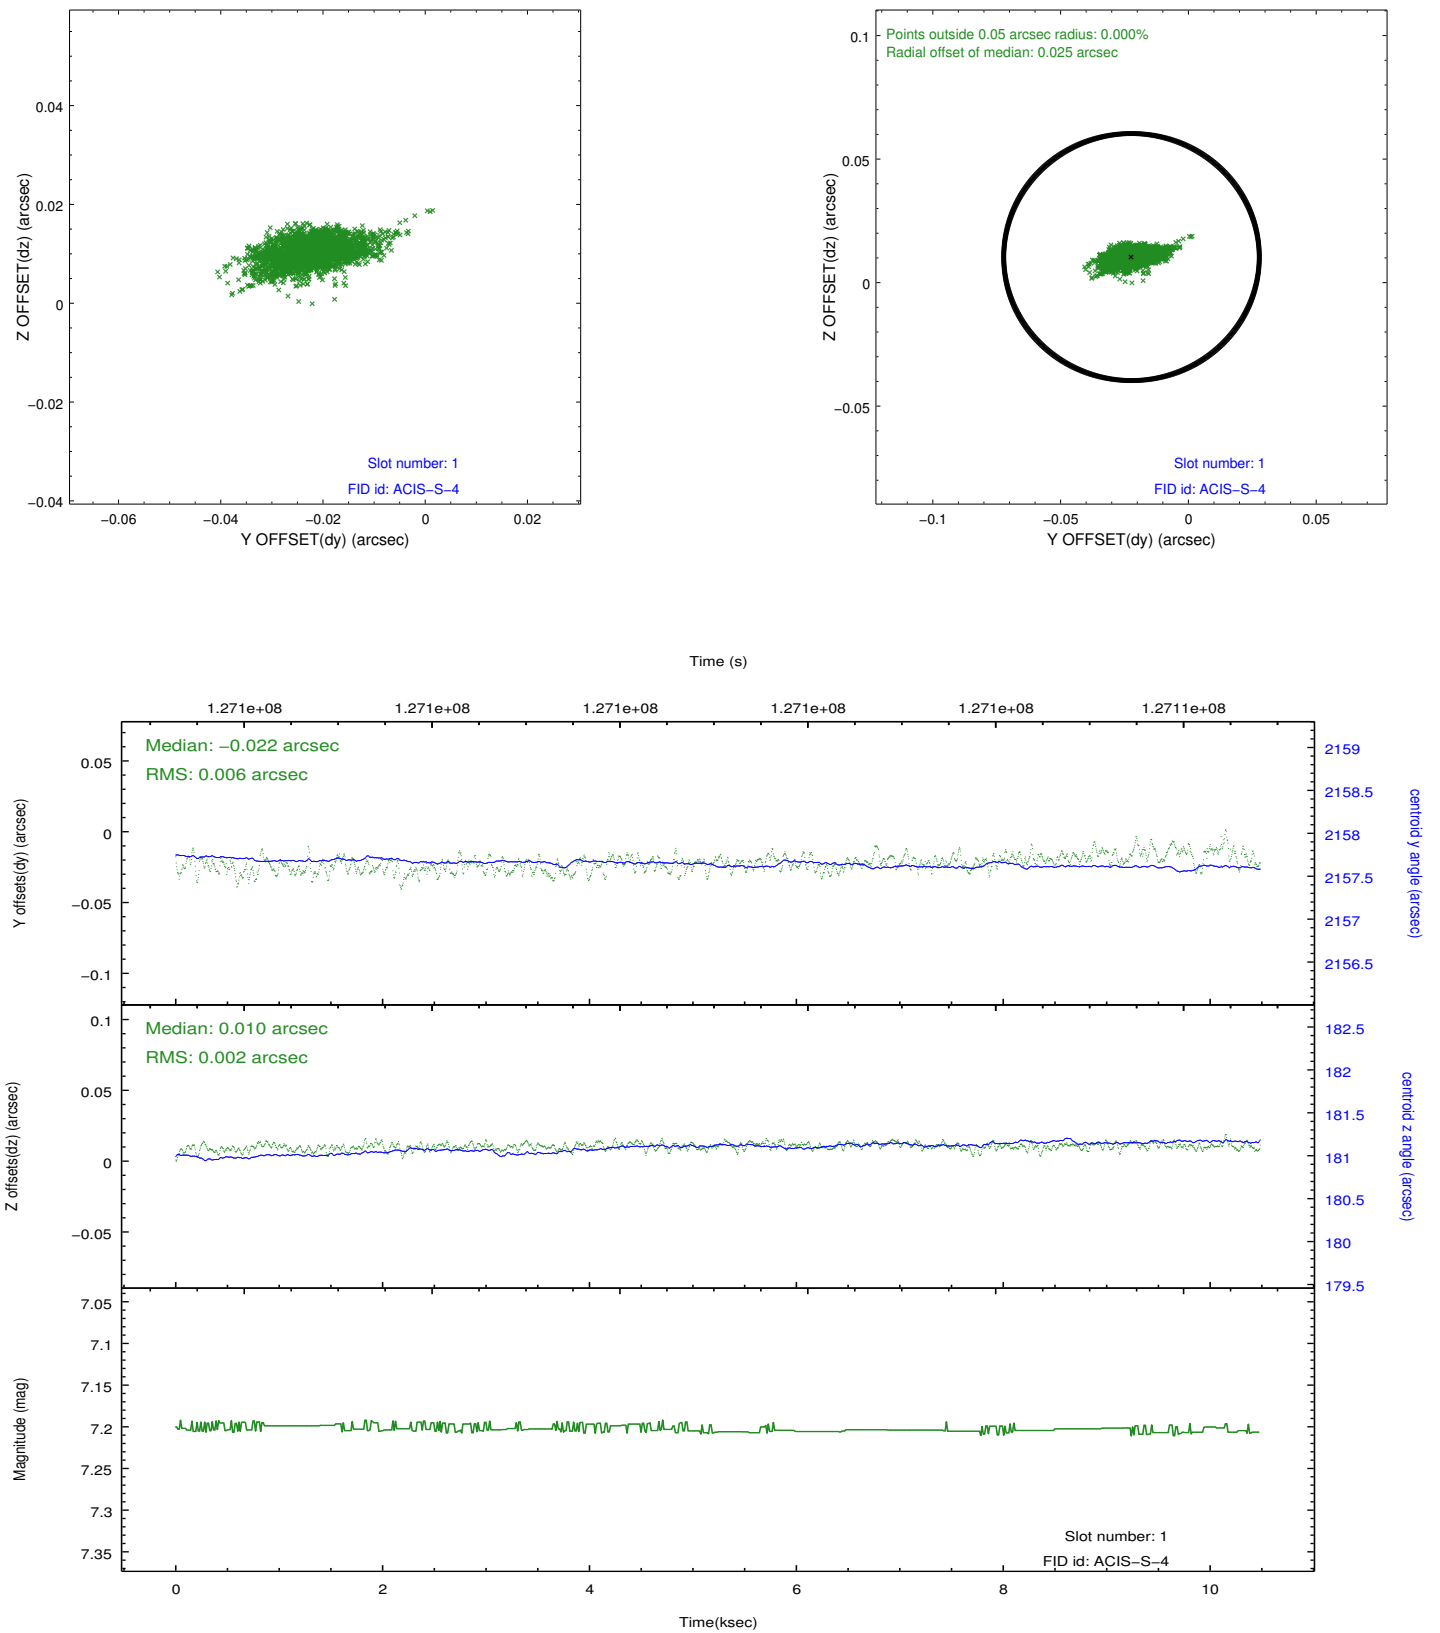 0.04
0.02
0
−0.02
−0.04
Z OFFSET(dz) (arcsec)
Slot number: 1
FID id: ACIS−S−4
−0.06
−0.04
−0.02
0
0.02
Y OFFSET(dy) (arcsec)
Points outside 0.05 arcsec radius: 0.000%
Radial offset of median: 0.025 arcsec
0.1
0.05
0
−0.05
Z OFFSET(dz) (arcsec)
Slot number: 1
FID id: ACIS−S−4
−0.1
−0.05
0
0.05
Y OFFSET(dy) (arcsec)
Time (s)
1.271e+08
1.271e+08
1.271e+08
1.271e+08
1.271e+08
1.2711e+08
Median: −0.022 arcsec
RMS: 0.006 arcsec
0.05
0
−0.05
−0.1
Y offsets(dy) (arcsec)
2159
2158.5
2158
2157.5
2157
2156.5
centroid y angle (arcsec)
Median: 0.010 arcsec
RMS: 0.002 arcsec
0.1
0.05
0
−0.05
Z offsets(dz) (arcsec)
182.5
182
181.5
181
180.5
180
179.5
centroid z angle (arcsec)
7.05
7.1
7.15
7.2
7.25
7.3
7.35
Magnitude (mag)
Slot number: 1
FID id: ACIS−S−4
0
2
4
6
8
10
Time(ksec)